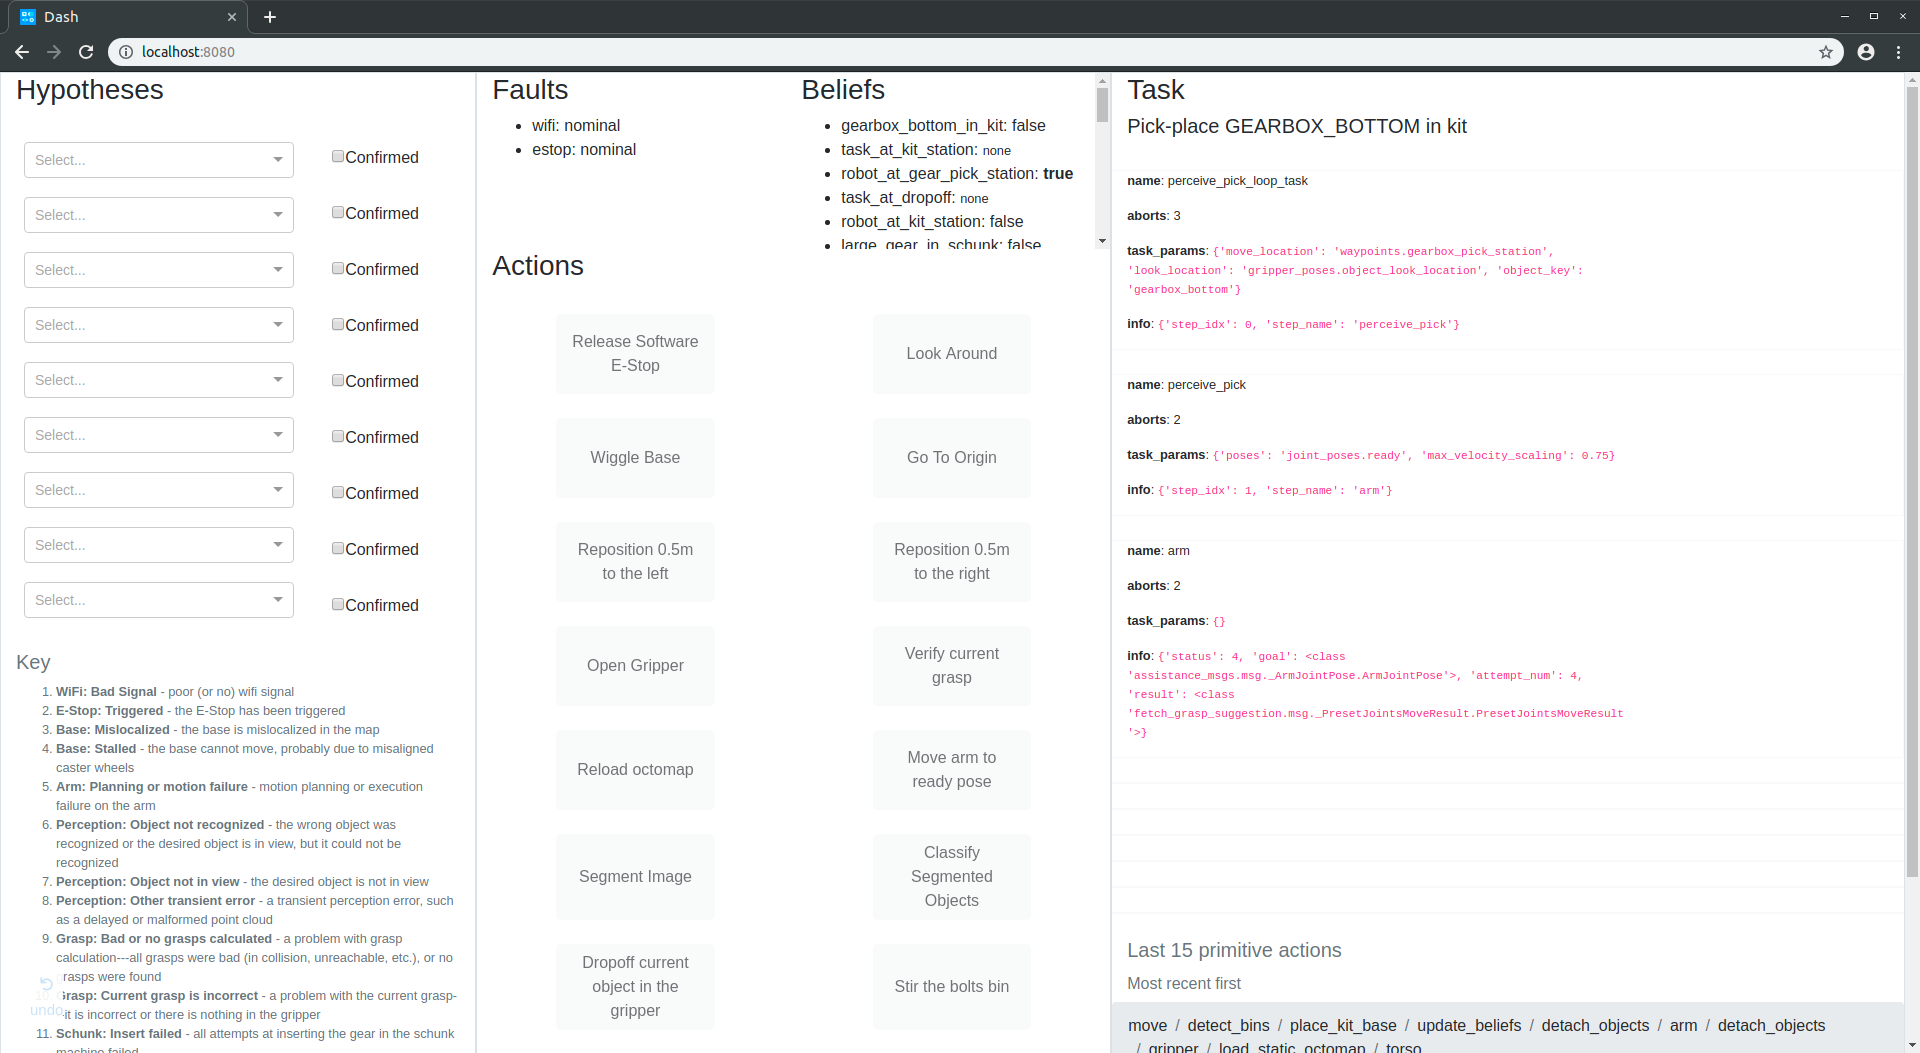 Dash
localhost:8080
Hypotheses
Select...
Confirmed
Select...
Confirmed
Select...
Confirmed
Select...
Confirmed
Select...
Confirmed
Select...
Confirmed
Select...
Confirmed
Select...
Confirmed
Select...
Confirmed
Key
1. WiFi: Bad Signal - poor (or no) wifi signal
2. E-Stop: Triggered - the E-Stop has been triggered
3. Base: Mislocalized - the base is mislocalized in the map
4. Base: Stalled - the base cannot move, probably due to misaligned
caster wheels
5. Arm: Planning or motion failure - motion planning or execution
failure on the arm
6. Perception: Object not recognized - the wrong object was
recognized or the desired object is in view, but it could not be
recognized
7. Perception: Object not in view - the desired object is not in view
8. Perception: Other transient error - a transient perception error, such
as a delayed or malformed point cloud
9. Grasp: Bad or no grasps calculated - a problem with grasp
calculation---all grasps were bad (in collision, unreachable, etc.), or no
grasps were found
10. Grasp: Current grasp is incorrect - a problem with the current grasp-
-it is incorrect or there is nothing in the gripper
undo
11. Schunk: Insert failed - all attempts at inserting the gear in the schunk
machine failed
Faults
• wifi: nominal
• estop: nominal
Beliefs
• gearbox_bottom_in_kit: false
• task_at_kit_station: none
• robot_at_gear_pick_station: true
• task_at_dropoff: none
• robot_at_kit_station: false
• large_gear_in_schunk: false
Actions
Release Software
E-Stop
Look Around
Wiggle Base
Go To Origin
Reposition 0.5m
to the left
Reposition 0.5m
to the right
Open Gripper
Verify current
grasp
Reload octomap
Move arm to
ready pose
Segment Image
Classify
Segmented
Objects
Dropoff current
object in the
gripper
Stir the bolts bin
Task
Pick-place GEARBOX_BOTTOM in kit
name: perceive_pick_loop_task
aborts: 3
task_params: {'move_location': 'waypoints.gearbox_pick_station',
'look_location': 'gripper_poses.object_look_location', 'object_key':
'gearbox_bottom'}
info: {'step_idx': 0, 'step_name': 'perceive_pick'}
name: perceive_pick
aborts: 2
task_params: {'poses': 'joint_poses.ready', 'max_velocity_scaling': 0.75}
info: {'step_idx': 1, 'step_name': 'arm'}
name: arm
aborts: 2
task_params: {}
info: {'status': 4, 'goal': <class
'assistance_msgs.msg._ArmJointPose.ArmJointPose'>, 'attempt_num': 4,
'result': <class
'fetch_grasp_suggestion.msg._PresetJointsMoveResult.PresetJointsMoveResult
'>}
Last 15 primitive actions
Most recent first
move / detect_bins / place_kit_base / update_beliefs / detach_objects / arm / detach_objects
/ gripper / load_static_octomap / torso